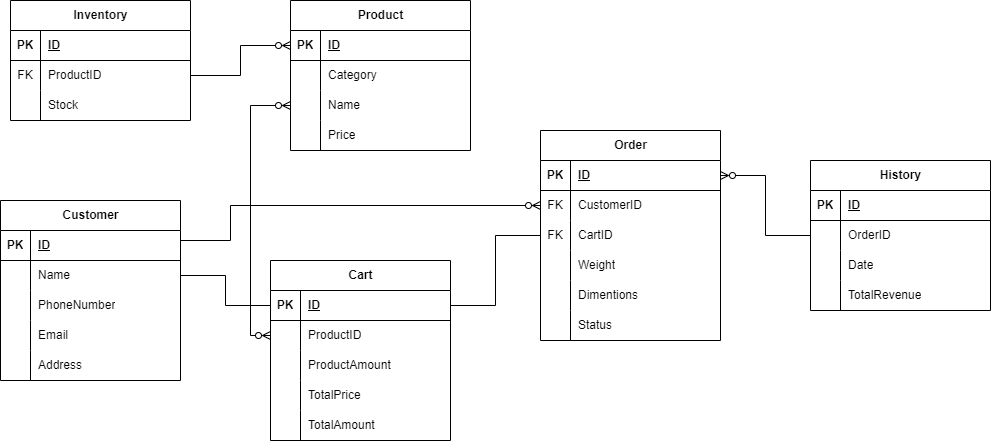 Inventory
PK ID
FK ProductID
Stock
Product
PK ID
Category
Name
Price
Order
PK ID
FK CustomerID
FK CartID
Weight
Dimentions
Status
History
PK ID
OrderID
Date
TotalRevenue
Customer
PK ID
Name
PhoneNumber
Email
Address
Cart
PK ID
ProductID
ProductAmount
TotalPrice
TotalAmount